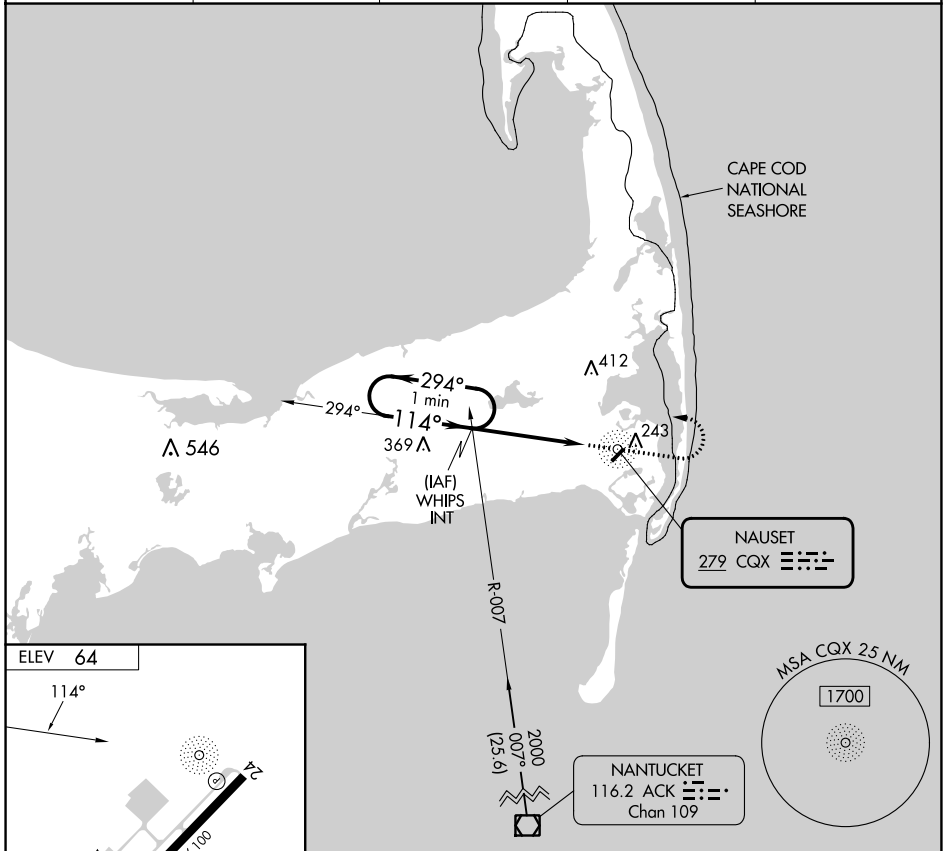 CAPE COD
NATIONAL
SEASHORE
412
294°
1 min
294°
114°
243
546
369
(IAF)
WHIPS
INT
NAUSET
279 CQX
R-007
ELEV 64
MSA CQX 25 NM
1700
114°
2000
007°
(25.6)
24
NANTUCKET
116.2 ACK
Chan 109